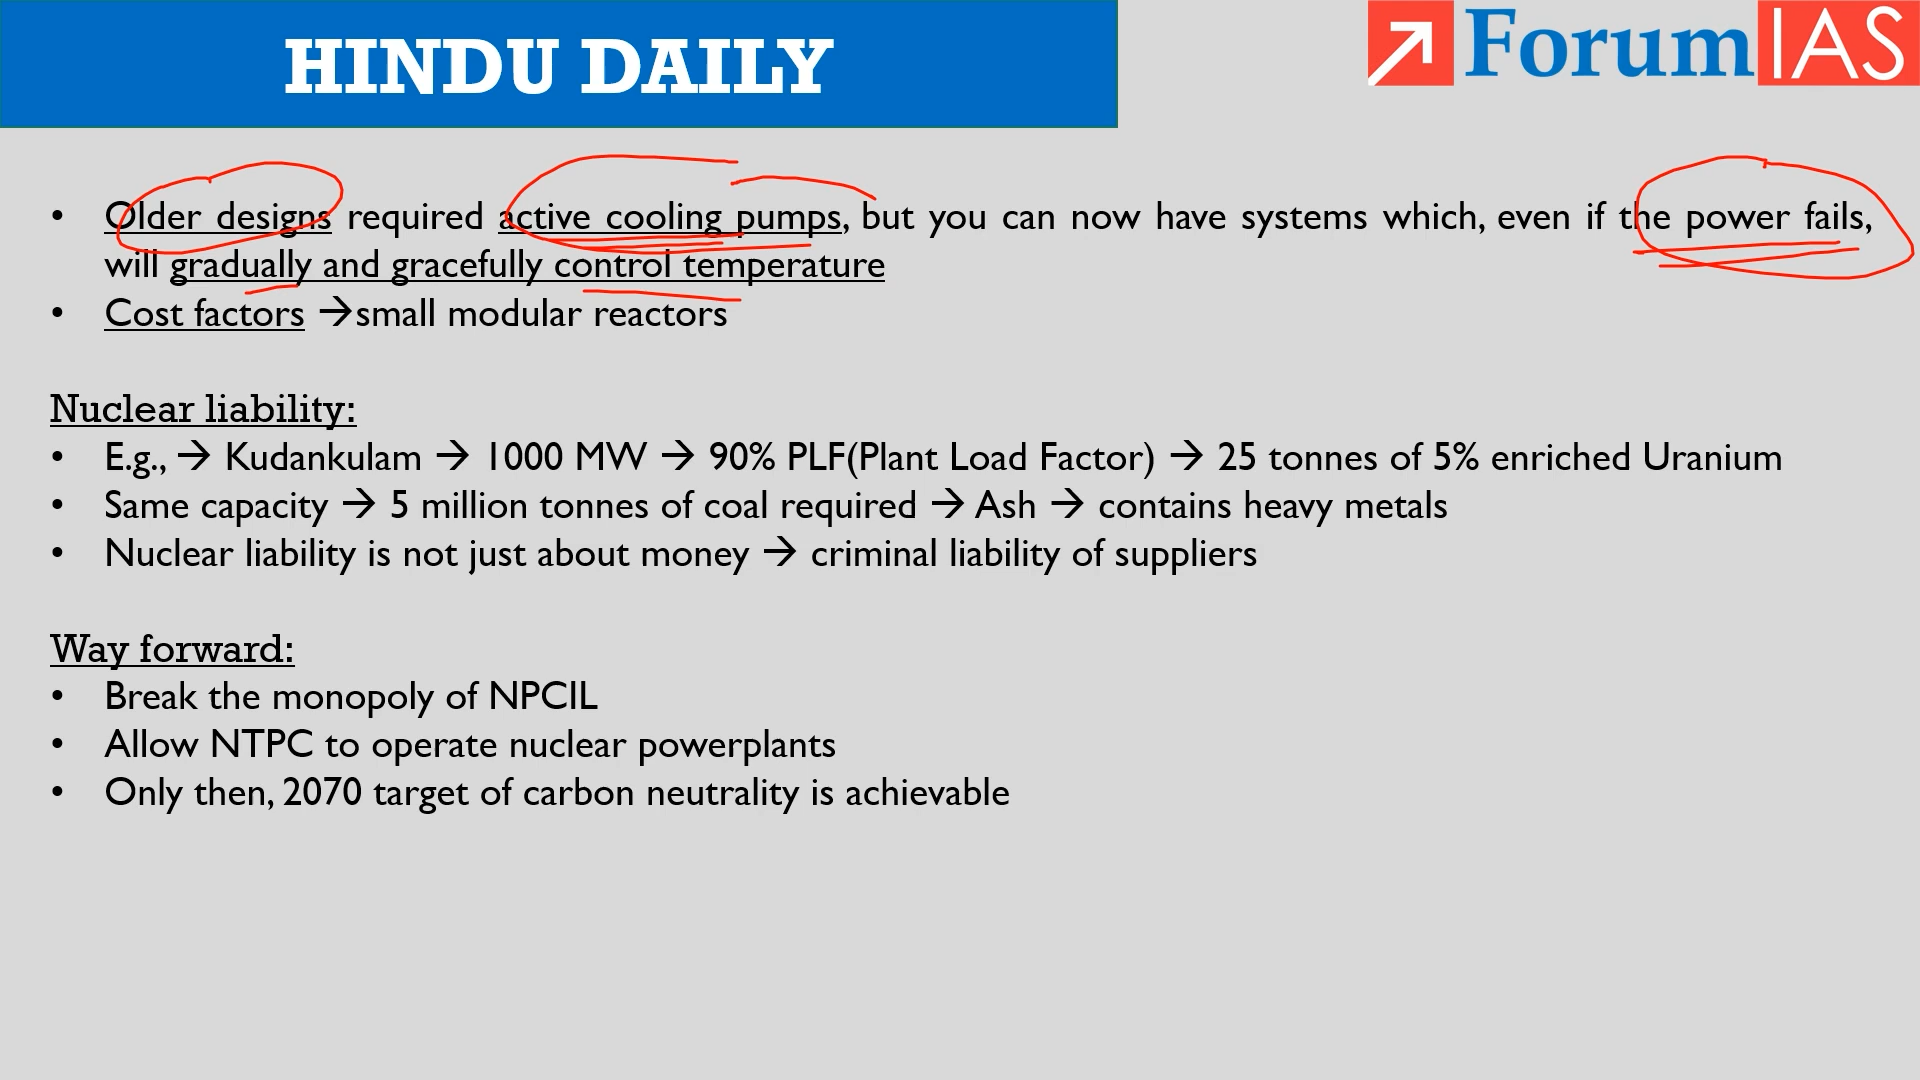 HINDU DAILY
Forum IAS
• Older designs required active cooling pumps, but you can now have systems which, even if the power fails,
will gradually and gracefully control temperature
• Cost factors →small modular reactors
Nuclear liability:
• E.g., → Kudankulam → 1000 MW → 90% PLF(Plant Load Factor) → 25 tonnes of 5% enriched Uranium
• Same capacity → 5 million tonnes of coal required → Ash → contains heavy metals
• Nuclear liability is not just about money → criminal liability of suppliers
Way forward:
• Break the monopoly of NPCIL
• Allow NTPC to operate nuclear powerplants
• Only then, 2070 target of carbon neutrality is achievable